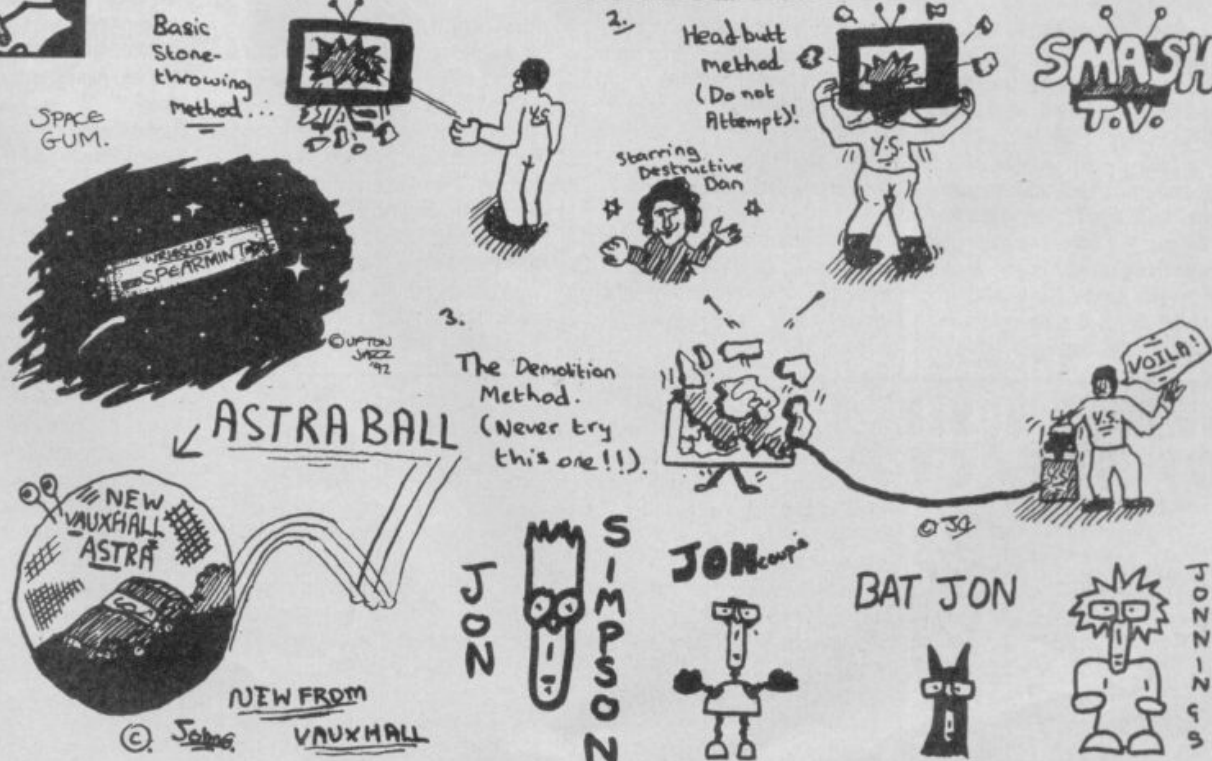 Basic
Stone-
throwing
Method...
Y.S.
2.
Head-butt
method
(Do not
Attempt)!
Y.S.
SMASH
T.V.
SPACE
GUM.
WRIGLEY'S
SPEARMINT
© UPTON
JAZZ
'92
Starring
Destructive
Dan
3.
The Demolition
Method.
(Never try
this one!!).
VOILA!
Y.S.
ASTRA BALL
NEW
VAUXHALL
ASTRA
NEW FROM
VAUXHALL
©
JON
SIMPSON
JON
BAT JON
JONNINGS